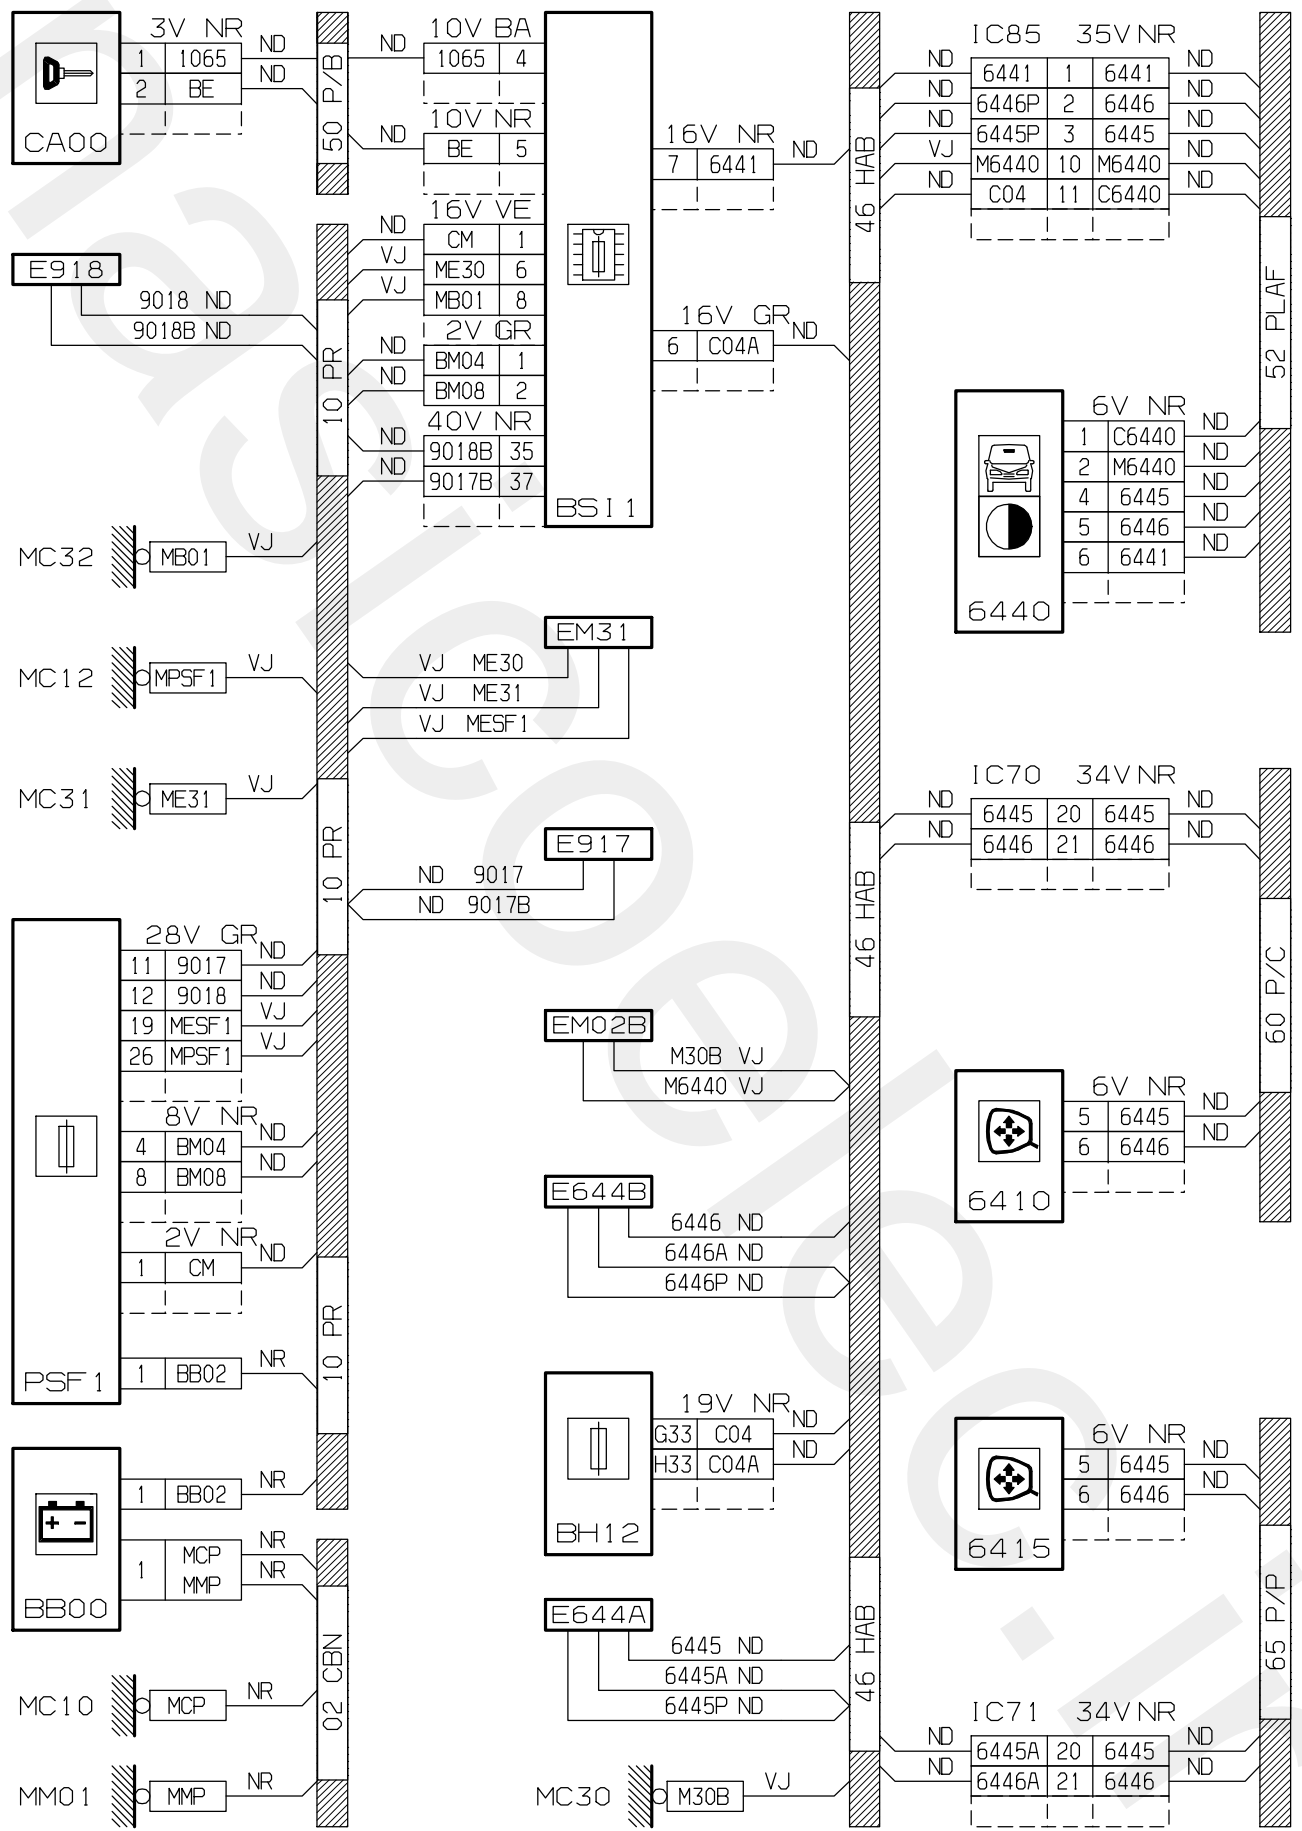 3V NR
1 1065 ND
2 BE ND
CA00
50 P/B
10V BA
ND 1065 4
10V NR
ND BE 5
16V VE
ND CM 1
VJ ME30 6
VJ MB01 8
2V GR
ND BM04 1
ND BM08 2
40V NR
ND 9018B 35
ND 9017B 37
BSI1
16V NR
7 6441 ND
16V GR
6 C04A ND
E918
9018 ND
9018B ND
10 PR
MC32 MB01 VJ
MC12 MPSF1 VJ
MC31 ME31 VJ
EM31
VJ ME30
VJ ME31
VJ MESF1
10 PR
E917
ND 9017
ND 9017B
28V GR
11 9017 ND
12 9018 ND
19 MESF1 VJ
26 MPSF1 VJ
8V NR
4 BM04 ND
8 BM08 ND
2V NR
1 CM ND
1 BB02 NR
PSF1
10 PR
1 BB02 NR
1 MCP NR
MMP NR
BB00
02 CBN
MC10 MCP NR
MM01 MMP NR
EM02B
M30B VJ
M6440 VJ
E644B
6446 ND
6446A ND
6446P ND
19V NR
G33 C04 ND
H33 C04A ND
BH12
E644A
6445 ND
6445A ND
6445P ND
MC30 M30B VJ
46 HAB
46 HAB
46 HAB
IC85 35V NR
ND 6441 1 6441 ND
ND 6446P 2 6446 ND
ND 6445P 3 6445 ND
VJ M6440 10 M6440 ND
ND C04 11 C6440 ND
52 PLAF
6V NR
1 C6440 ND
2 M6440 ND
4 6445 ND
5 6446 ND
6 6441 ND
6440
IC70 34V NR
ND 6445 20 6445 ND
ND 6446 21 6446 ND
60 P/C
6V NR
5 6445 ND
6 6446 ND
6410
6V NR
5 6445 ND
6 6446 ND
6415
65 P/P
IC71 34V NR
ND 6445A 20 6445 ND
ND 6446A 21 6446 ND